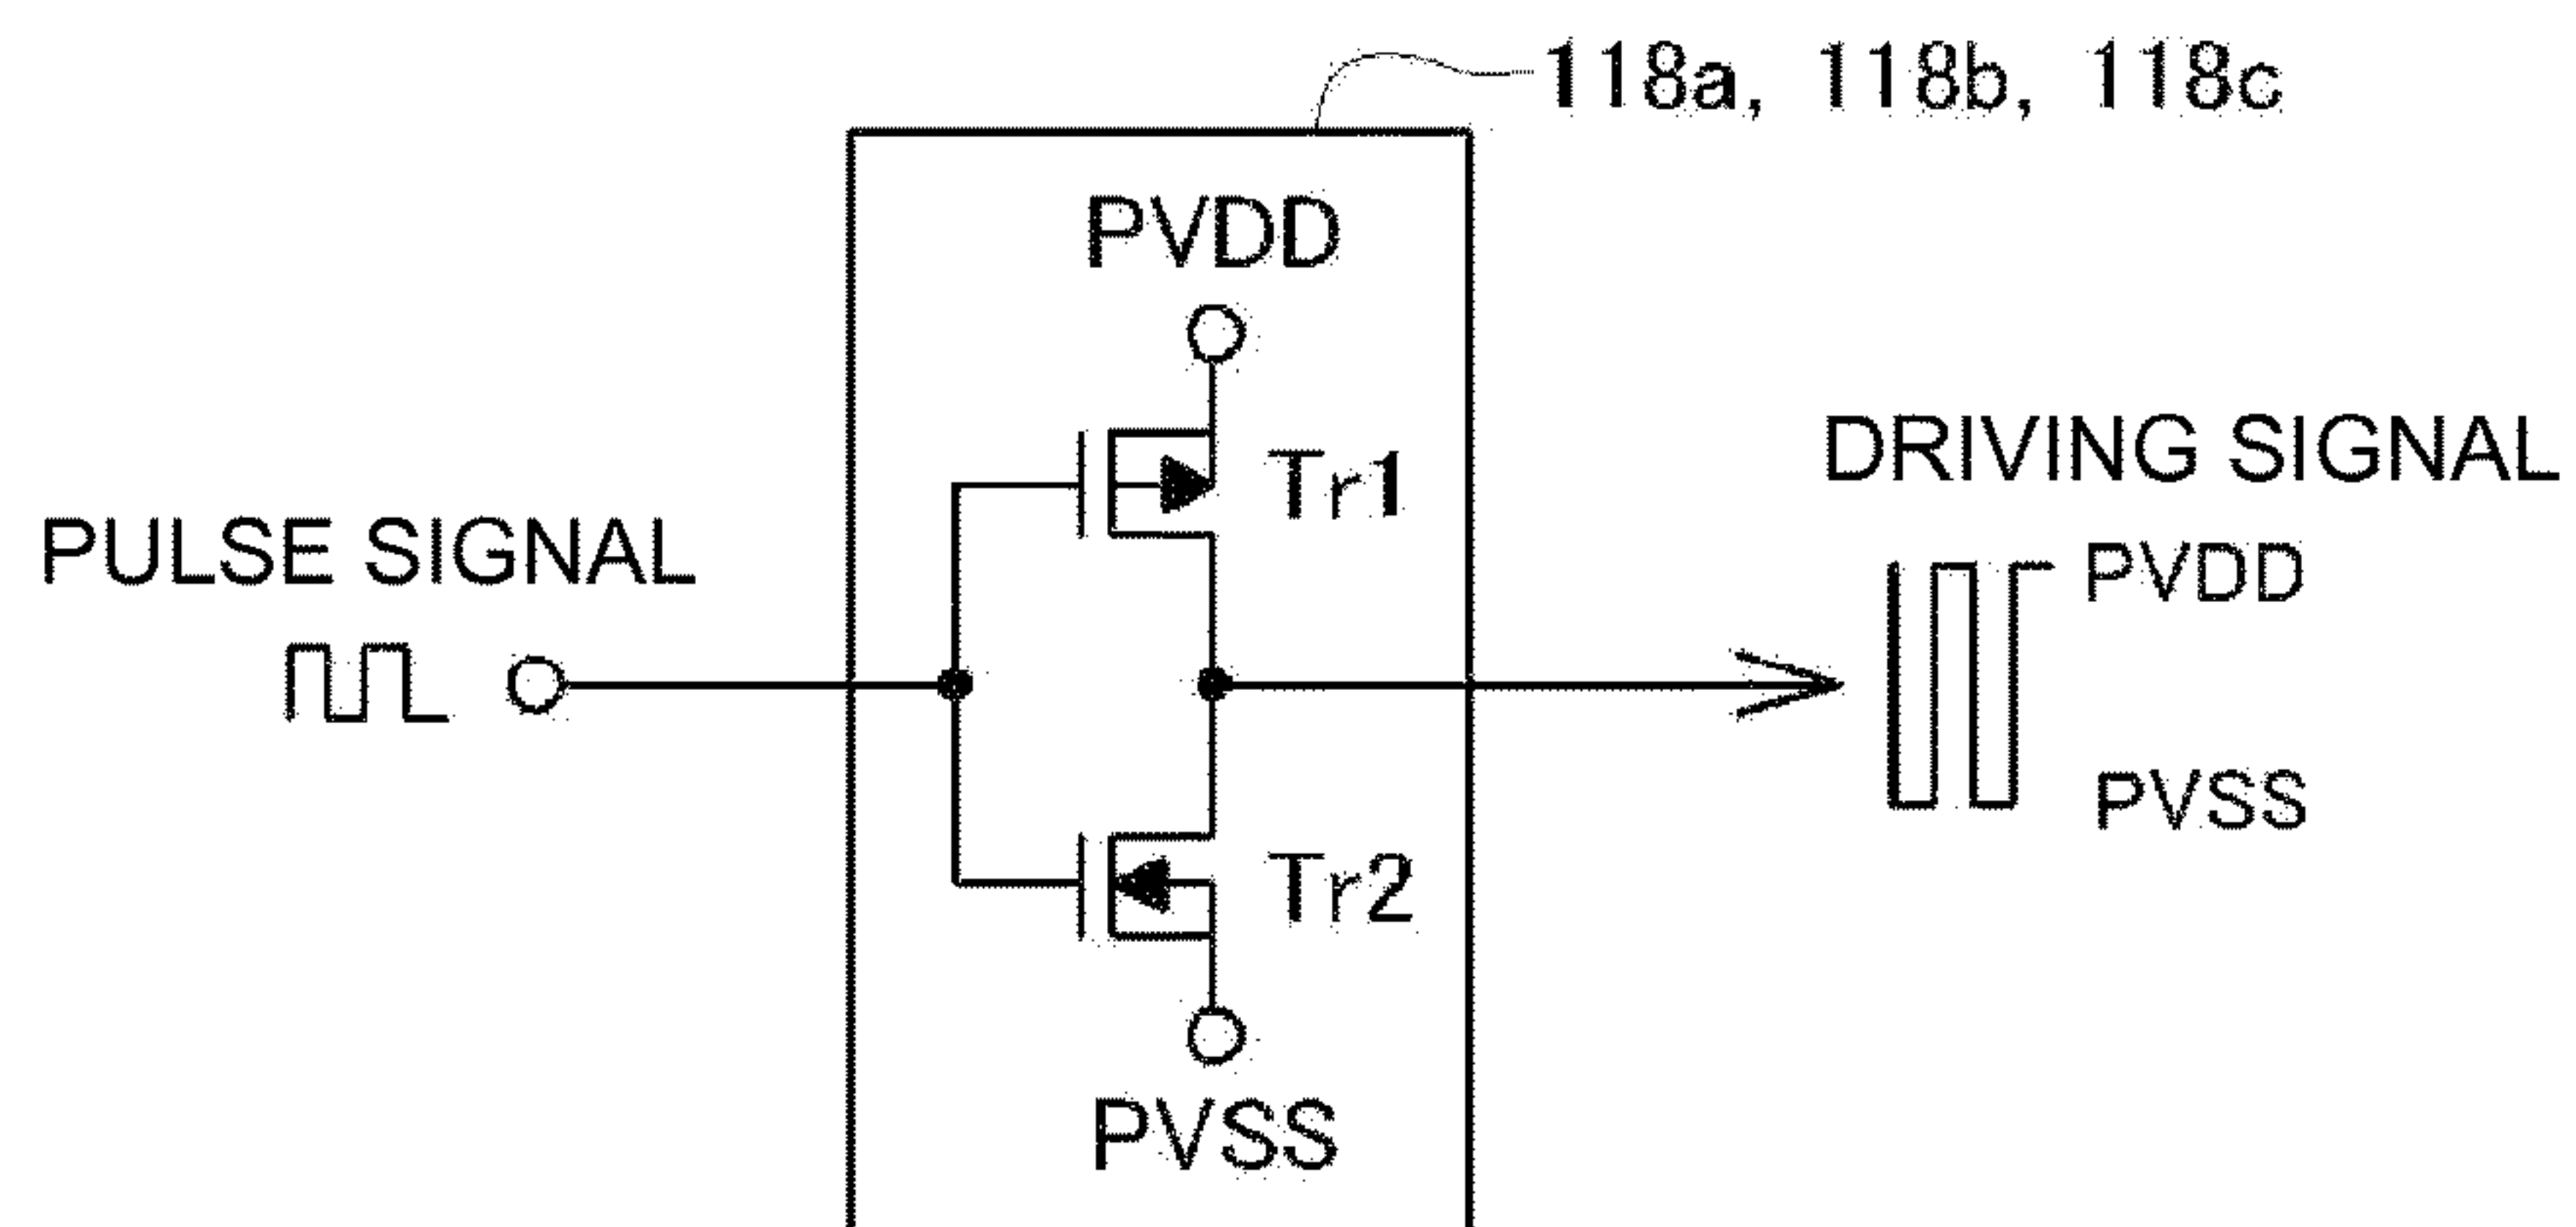 118a, 118b, 118c
PVDD
Tr1
DRIVING SIGNAL
PULSE SIGNAL
PVDD
PVSS
Tr2
PVSS